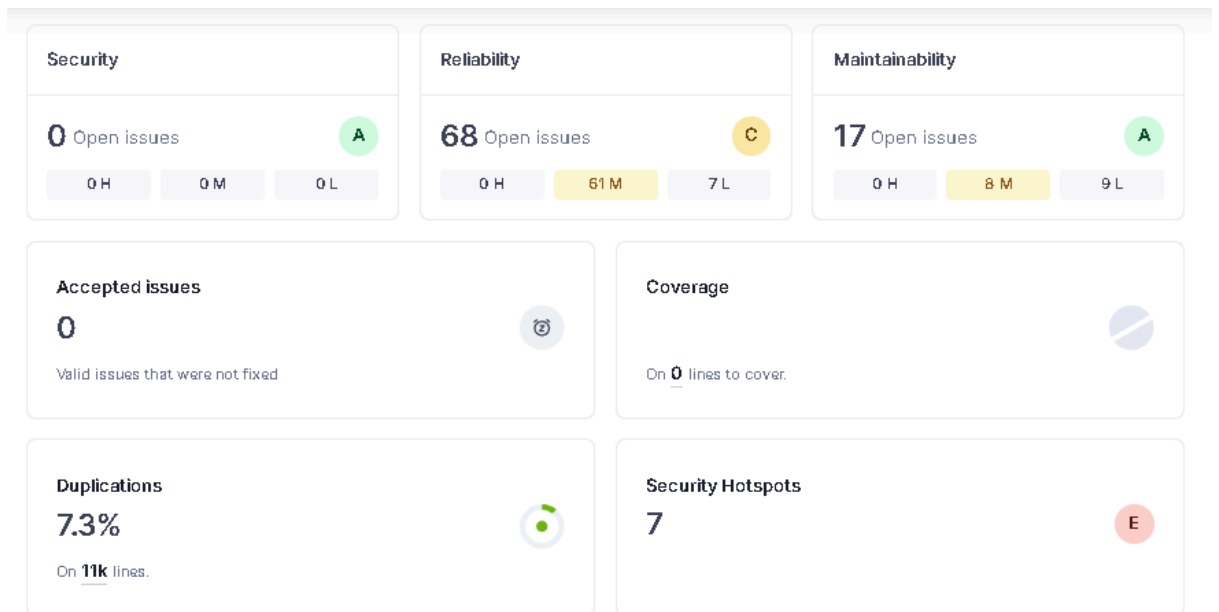 Security
0 Open issues A
0 H 0 M 0 L
Reliability
68 Open issues C
0 H 61 M 7 L
Maintainability
17 Open issues A
0 H 8 M 9 L
Accepted issues
0
Valid issues that were not fixed
Coverage
On 0 lines to cover.
Duplications
7.3%
On 11k lines.
Security Hotspots
7 E